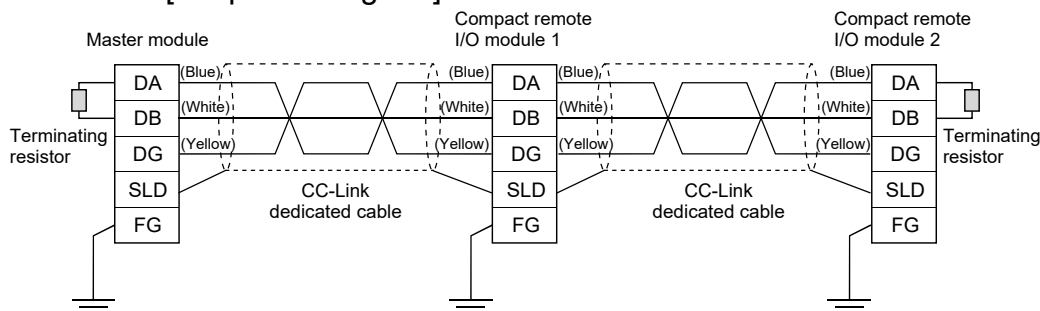 Master module
Compact remote
I/O module 1
Compact remote
I/O module 2
DA
(Blue)
(Blue)
DA
(Blue)
(Blue)
DA
DB
(White)
(White)
DB
(White)
(White)
DB
Terminating
resistor
Terminating
resistor
DG
(Yellow)
(Yellow)
DG
(Yellow)
(Yellow)
DG
SLD
CC-Link
dedicated cable
SLD
CC-Link
dedicated cable
SLD
FG
FG
FG